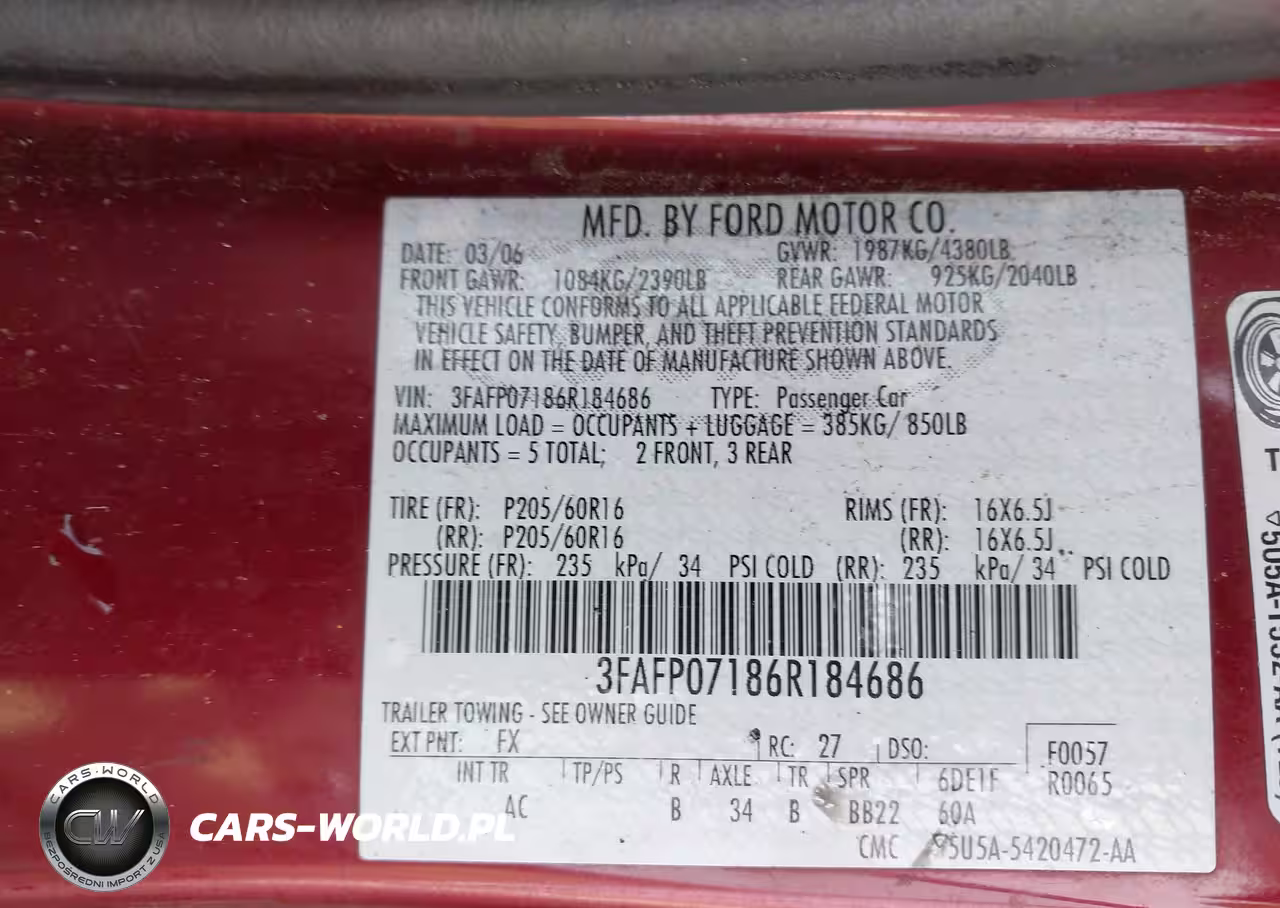 MFD. BY FORD MOTOR CO.
DATE: 03/06 GVWR: 1987KG/4380LB
FRONT GAWR: 1084KG/2390LB REAR GAWR: 925KG/2040LB
THIS VEHICLE CONFORMS TO ALL APPLICABLE FEDERAL MOTOR
VEHICLE SAFETY, BUMPER, AND THEFT PREVENTION STANDARDS
IN EFFECT ON THE DATE OF MANUFACTURE SHOWN ABOVE.
VIN: 3FAFP07186R184686 TYPE: Passenger Car
MAXIMUM LOAD = OCCUPANTS + LUGGAGE = 385KG/ 850LB
OCCUPANTS = 5 TOTAL; 2 FRONT, 3 REAR
TIRE (FR): P205/60R16 RIMS (FR): 16X6.5J
(RR): P205/60R16 (RR): 16X6.5J
PRESSURE (FR): 235 kPa/ 34 PSI COLD (RR): 235 kPa/ 34 PSI COLD
3FAFP07186R184686
TRAILER TOWING - SEE OWNER GUIDE
EXT PNT: FX RC: 27 DSO: F0057
INT TR TP/PS R AXLE TR SPR 6DE1F R0065
AC B 34 B BB22 60A
CMC 5U5A-5420472-AA
CARS-WORLD
CW
BEZPOŚREDNI IMPORT Z USA
CARS-WORLD.PL
T